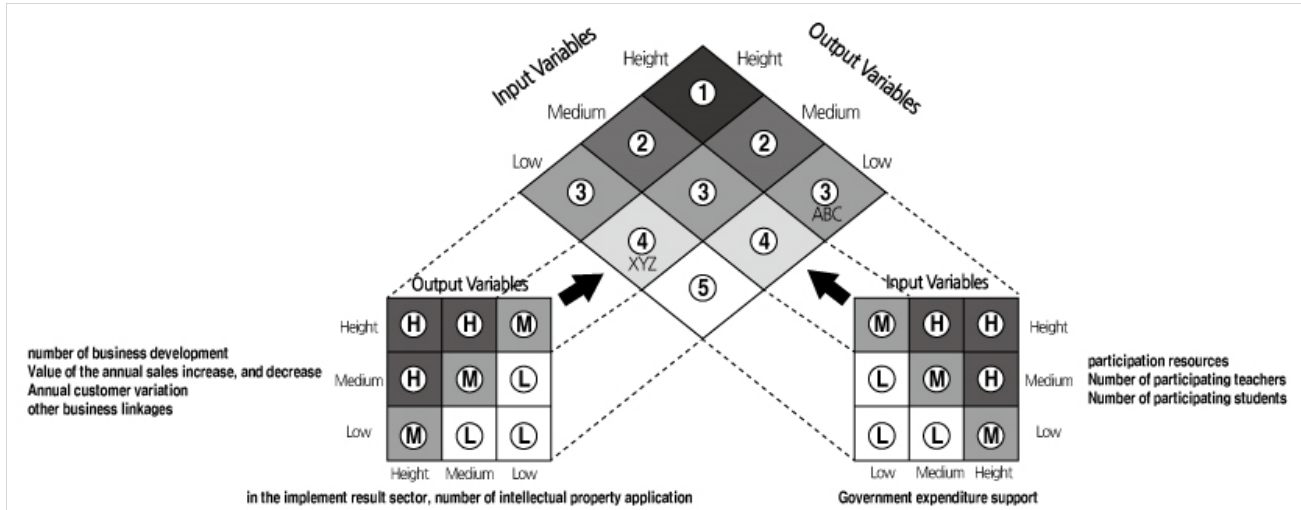 Input Variables
Output Variables
Height
Height
1
Medium
Medium
2
2
Low
Low
3
3
3
ABC
4
XYZ
4
5
Output Variables
Input Variables
Height
H
H
M
M
H
H
Height
number of business development
Value of the annual sales increase, and decrease
Annual customer variation
other business linkages
Medium
H
M
L
L
M
H
Medium
participation resources
Number of participating teachers
Number of participating students
Low
M
L
L
L
L
M
Low
Height
Medium
Low
Low
Medium
Height
in the implement result sector, number of intellectual property application
Government expenditure support